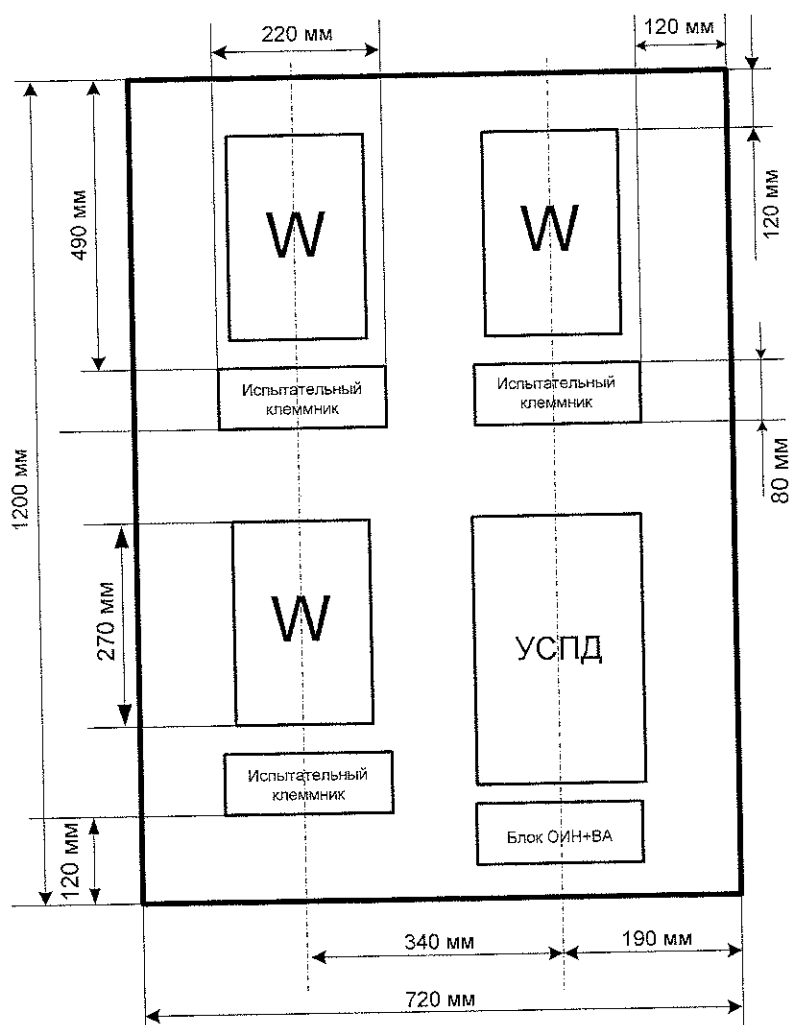 220 мм
120 мм
490 мм
120 мм
W
W
Испытательный
клеммник
Испытательный
клеммник
1200 мм
80 мм
270 мм
W
УСПД
Испытательный
клеммник
Блок ОИН+ВА
120 мм
340 мм
190 мм
720 мм